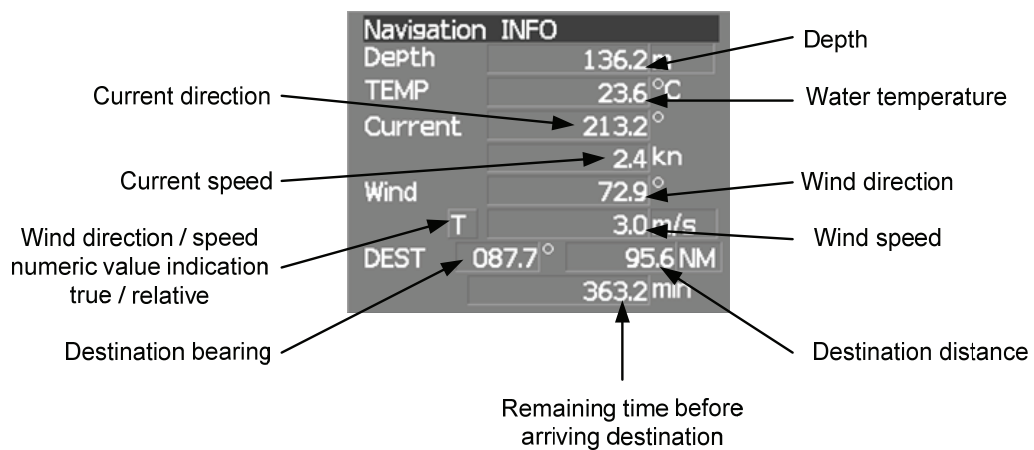 Navigation INFO
Depth 136.2 m
TEMP 23.6 °C
Current 213.2 °
2.4 kn
Wind 72.9 °
T 3.0 m/s
DEST 087.7 ° 95.6 NM
363.2 min
Depth
Current direction
Water temperature
Current speed
Wind direction
Wind direction / speed
numeric value indication
true / relative
Wind speed
Destination bearing
Destination distance
Remaining time before
arriving destination